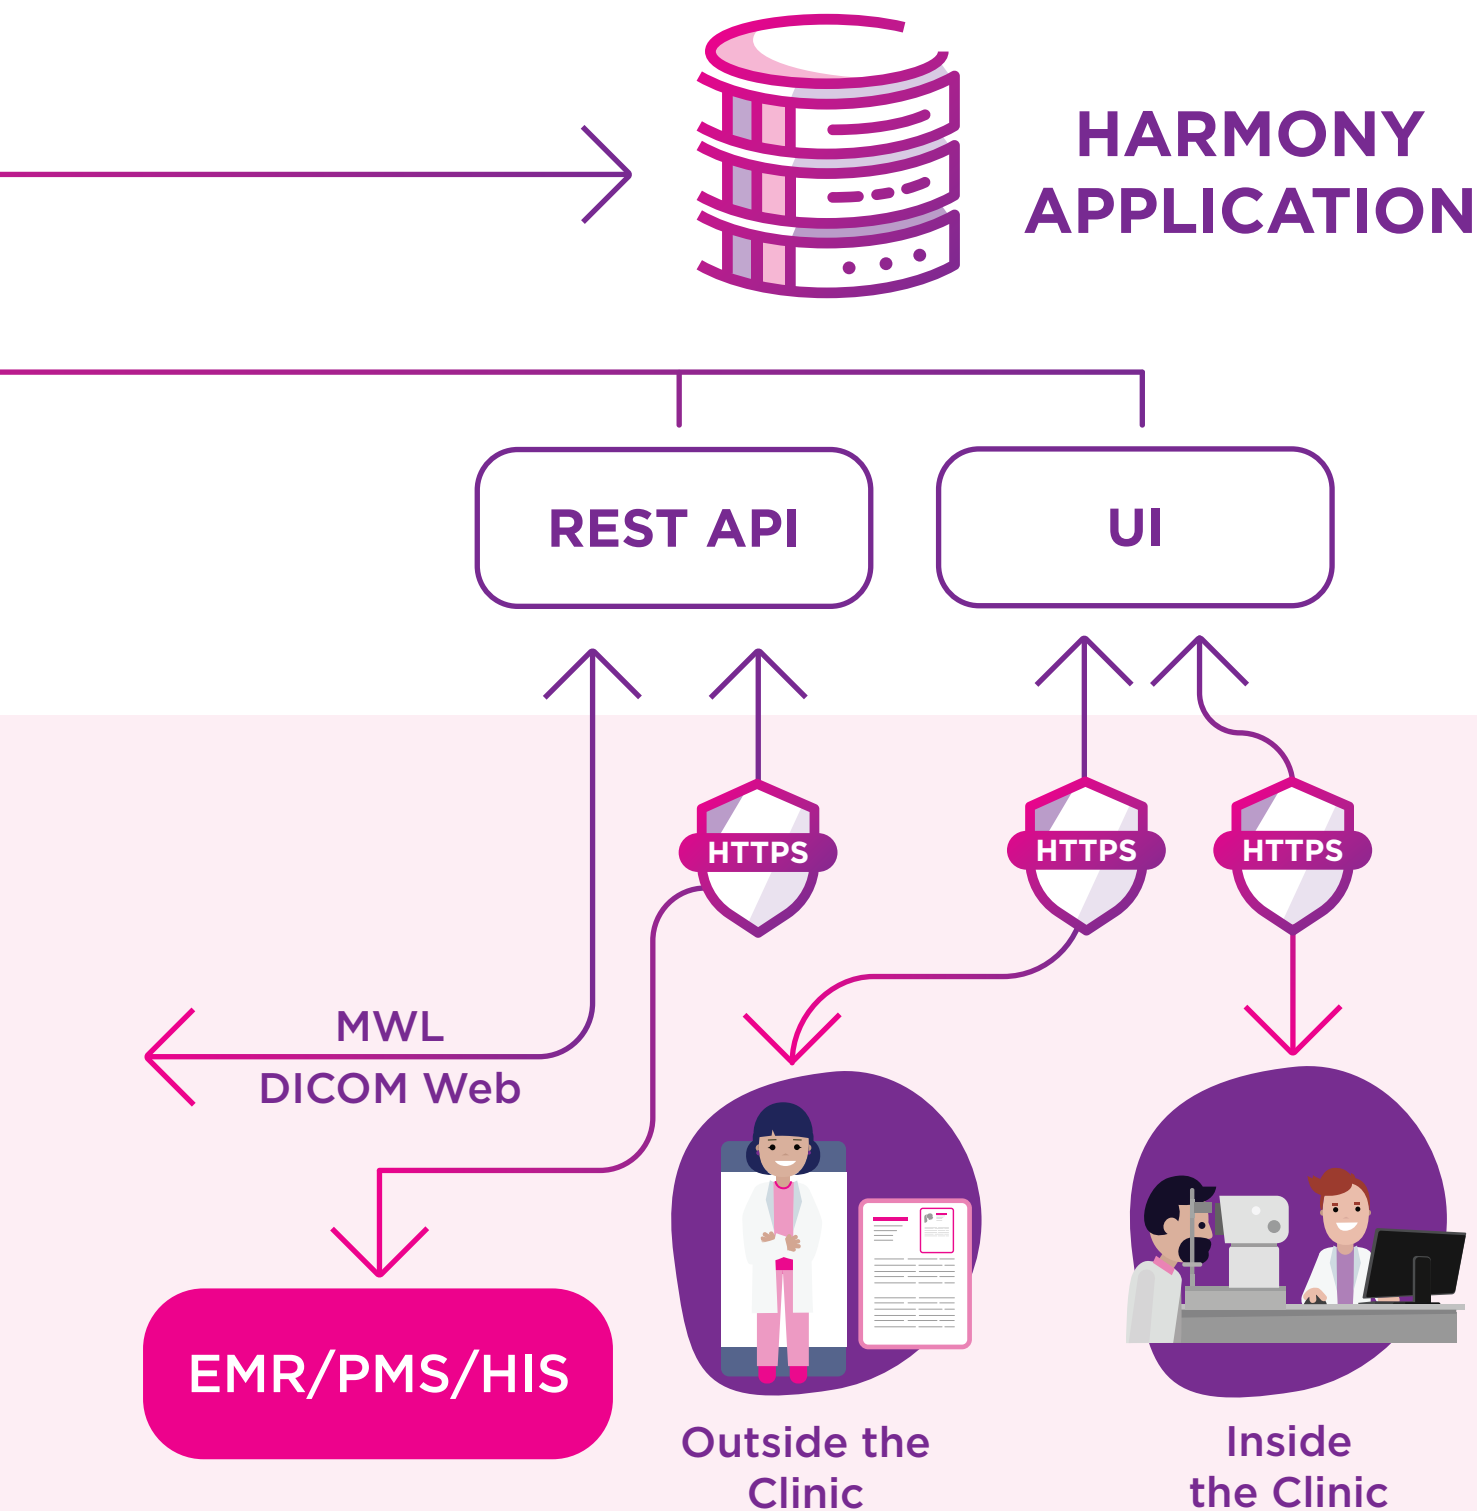 HARMONY
APPLICATION
REST API
UI
HTTPS
HTTPS
HTTPS
MWL
DICOM Web
EMR/PMS/HIS
Outside the
Clinic
Inside
the Clinic